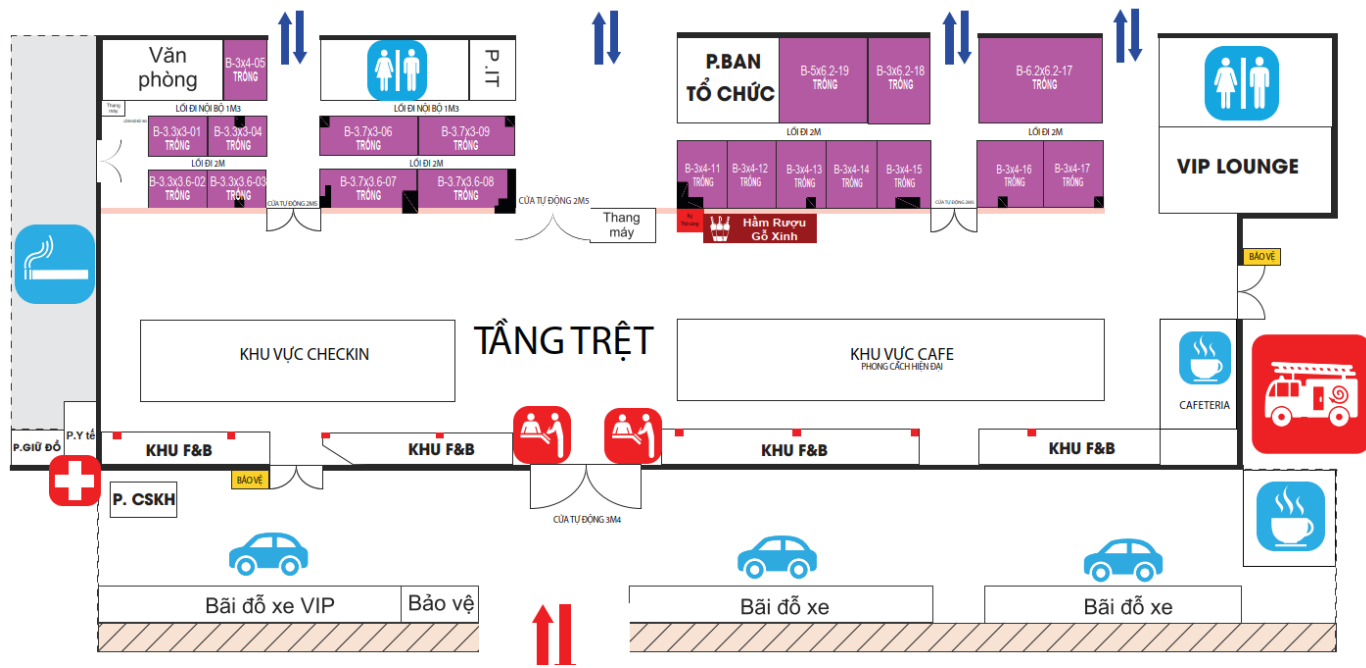 Văn
phòng
B-3x4-05
TRỐNG
P.IT
P.BAN
TỔ CHỨC
B-5x6.2-19
TRỐNG
B-3x6.2-18
TRỐNG
B-6.2x6.2-17
TRỐNG
Thang
máy
LỐI ĐI NỘI BỘ 1M3
LỐI ĐI NỘI BỘ 1M3
B-3.3x3-01
TRỐNG
B-3.3x3-04
TRỐNG
B-3.7x3-06
TRỐNG
B-3.7x3-09
TRỐNG
LỐI ĐI 2M
LỐI ĐI 2M
LỐI ĐI 2M
LỐI ĐI 2M
B-3.3x3.6-02
TRỐNG
B-3.3x3.6-03
TRỐNG
B-3.7x3.6-07
TRỐNG
B-3.7x3.6-08
TRỐNG
B-3x4-11
TRỐNG
B-3x4-12
TRỐNG
B-3x4-13
TRỐNG
B-3x4-14
TRỐNG
B-3x4-15
TRỐNG
B-3x4-16
TRỐNG
B-3x4-17
TRỐNG
VIP LOUNGE
CỬA TỰ ĐỘNG 2M5
CỬA TỰ ĐỘNG 2M5
CỬA TỰ ĐỘNG 2M5
Thang
máy
Hầm Rượu
Gỗ Xinh
BẢO VỆ
TẦNG TRỆT
KHU VỰC CHECKIN
KHU VỰC CAFE
PHONG CÁCH HIỆN ĐẠI
CAFETERIA
P.GIỮ ĐỒ
P.Y tế
KHU F&B
KHU F&B
KHU F&B
KHU F&B
BẢO VỆ
P. CSKH
CỬA TỰ ĐỘNG 3M4
Bãi đỗ xe VIP
Bảo vệ
Bãi đỗ xe
Bãi đỗ xe